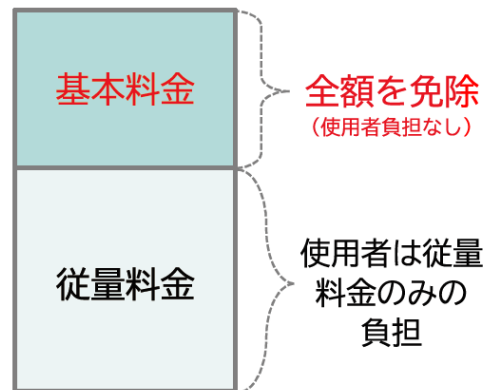 基本料金
全額を免除
（使用者負担なし）
従量料金
使用者は従量
料金のみの
負担